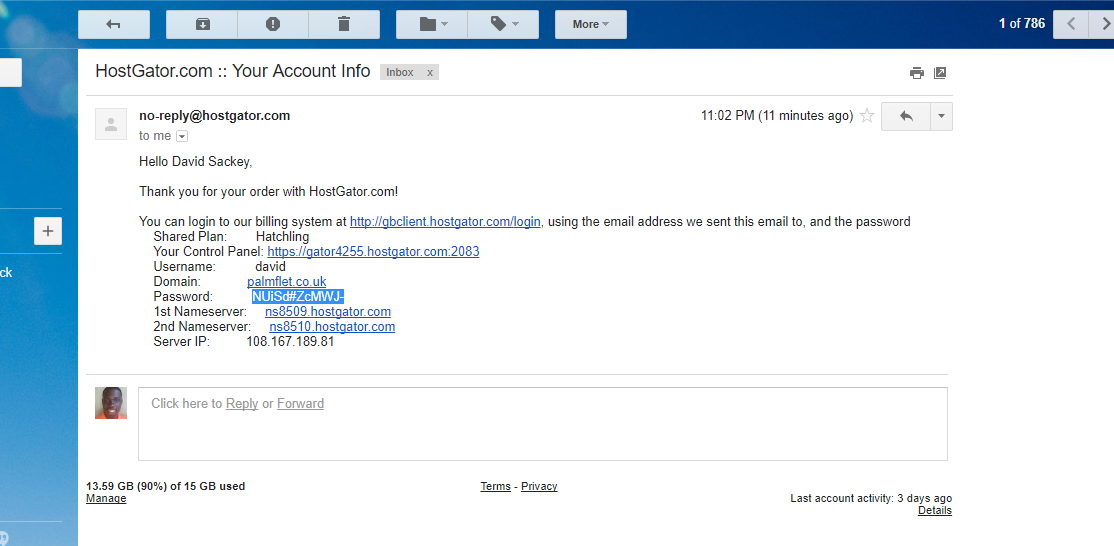 More
1 of 786
HostGator.com :: Your Account Info Inbox x
no-reply@hostgator.com
11:02 PM (11 minutes ago)
to me
Hello David Sackey,
Thank you for your order with HostGator.com!
You can login to our billing system at http://gbclient.hostgator.com/login, using the email address we sent this email to, and the password
Shared Plan: Hatchling
Your Control Panel: https://gator4255.hostgator.com:2083
Username: david
Domain: palmflet.co.uk
Password: NUiSd#ZcMWJ-
1st Nameserver: ns8509.hostgator.com
2nd Nameserver: ns8510.hostgator.com
Server IP: 108.167.189.81
ck
Click here to Reply or Forward
13.59 GB (90%) of 15 GB used
Manage
Terms - Privacy
Last account activity: 3 days ago
Details